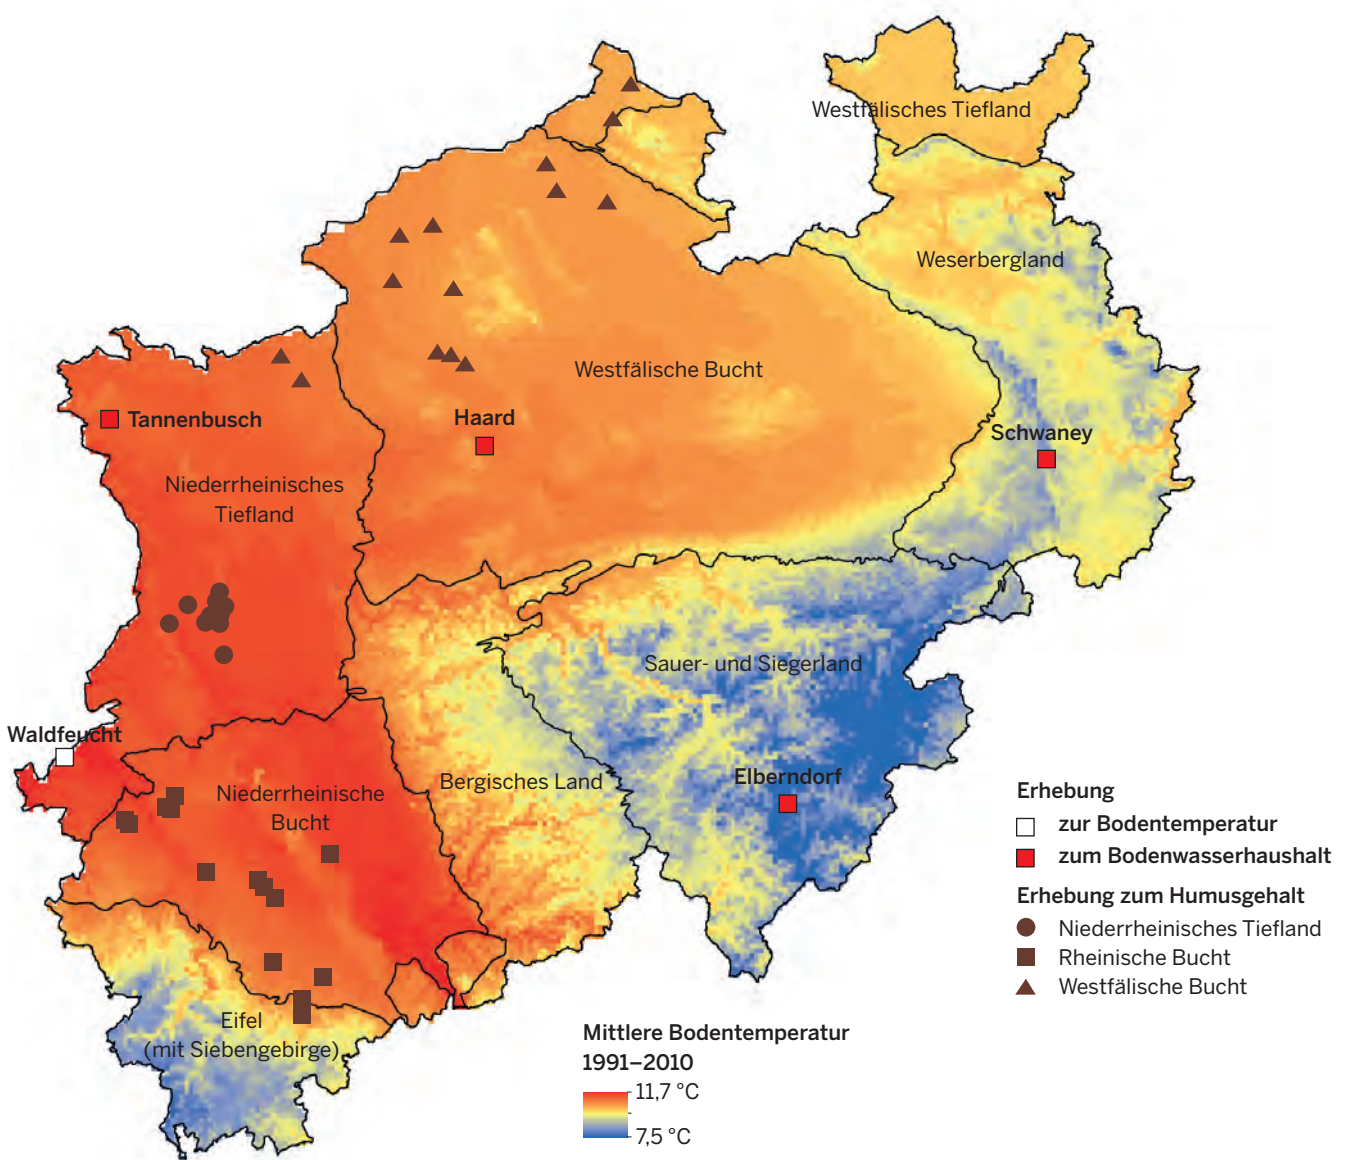 Westfälisches Tiefland
Weserbergland
Westfälische Bucht
Tannenbusch
Haard
Schwaney
Niederrheinisches
Tiefland
Sauer- und Siegerland
Waldfeucht
Elberndorf
Bergisches Land
Niederrheinische
Bucht
Eifel
(mit Siebengebirge)
Erhebung
zur Bodentemperatur
zum Bodenwasserhaushalt
Erhebung zum Humusgehalt
Niederrheinisches Tiefland
Rheinische Bucht
Westfälische Bucht
Mittlere Bodentemperatur
1991–2010
11,7 °C
7,5 °C